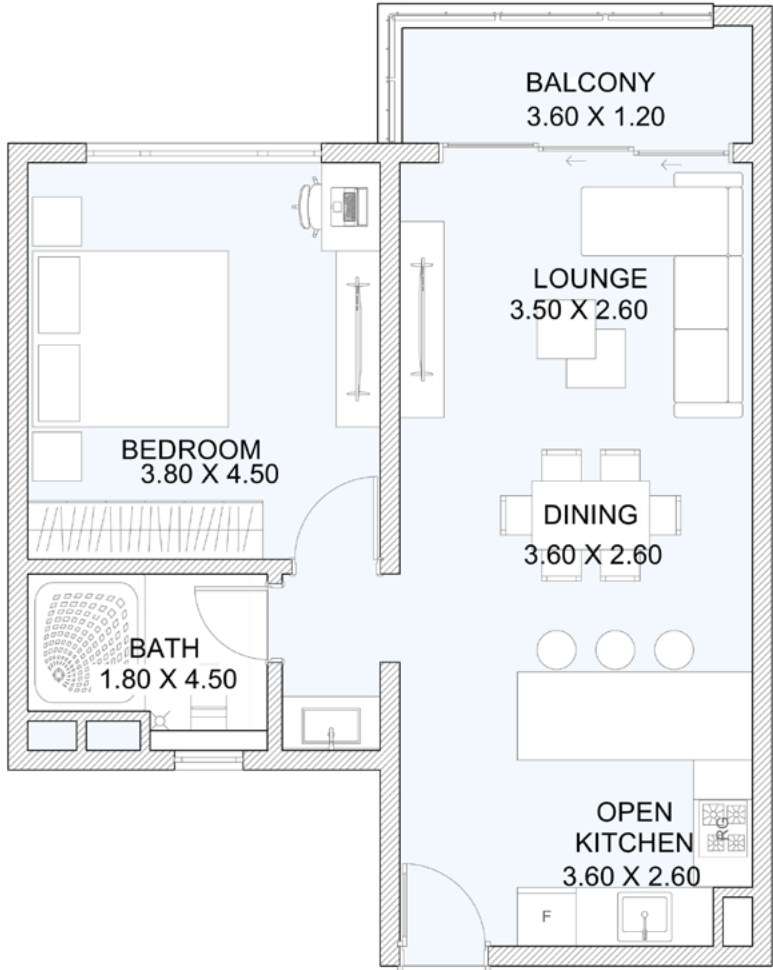 BALCONY
3.60 X 1.20
LOUNGE
3.50 X 2.60
BEDROOM
3.80 X 4.50
DINING
3.60 X 2.60
BATH
1.80 X 4.50
OPEN
KITCHEN
3.60 X 2.60
RG
F